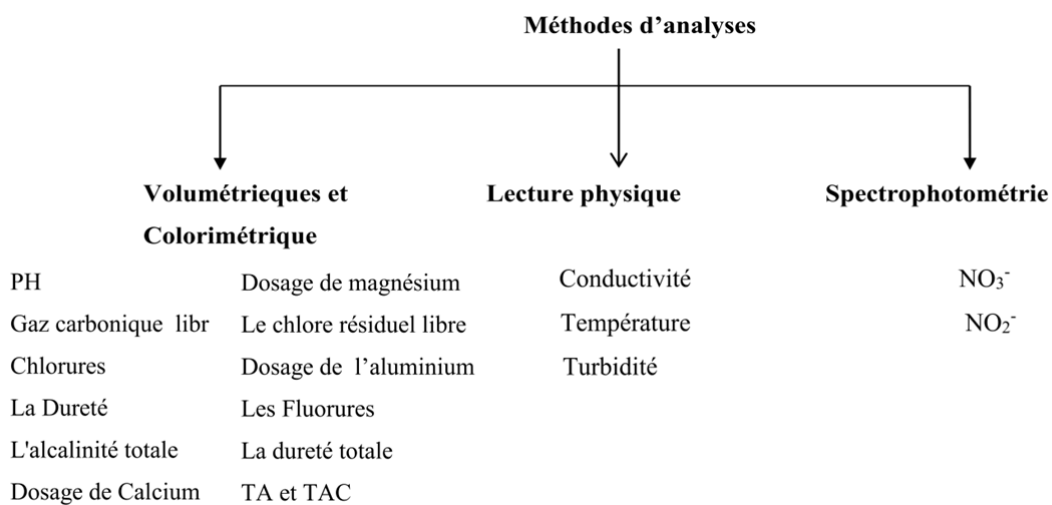 Méthodes d’analyses
Volumétrieques et
Colorimétrique
Lecture physique
Spectrophotométrie
PH
Gaz carbonique libr
Chlorures
La Dureté
L'alcalinité totale
Dosage de Calcium
Dosage de magnésium
Le chlore résiduel libre
Dosage de l’aluminium
Les Fluorures
La dureté totale
TA et TAC
Conductivité
Température
Turbidité
NO₃⁻
NO₂⁻